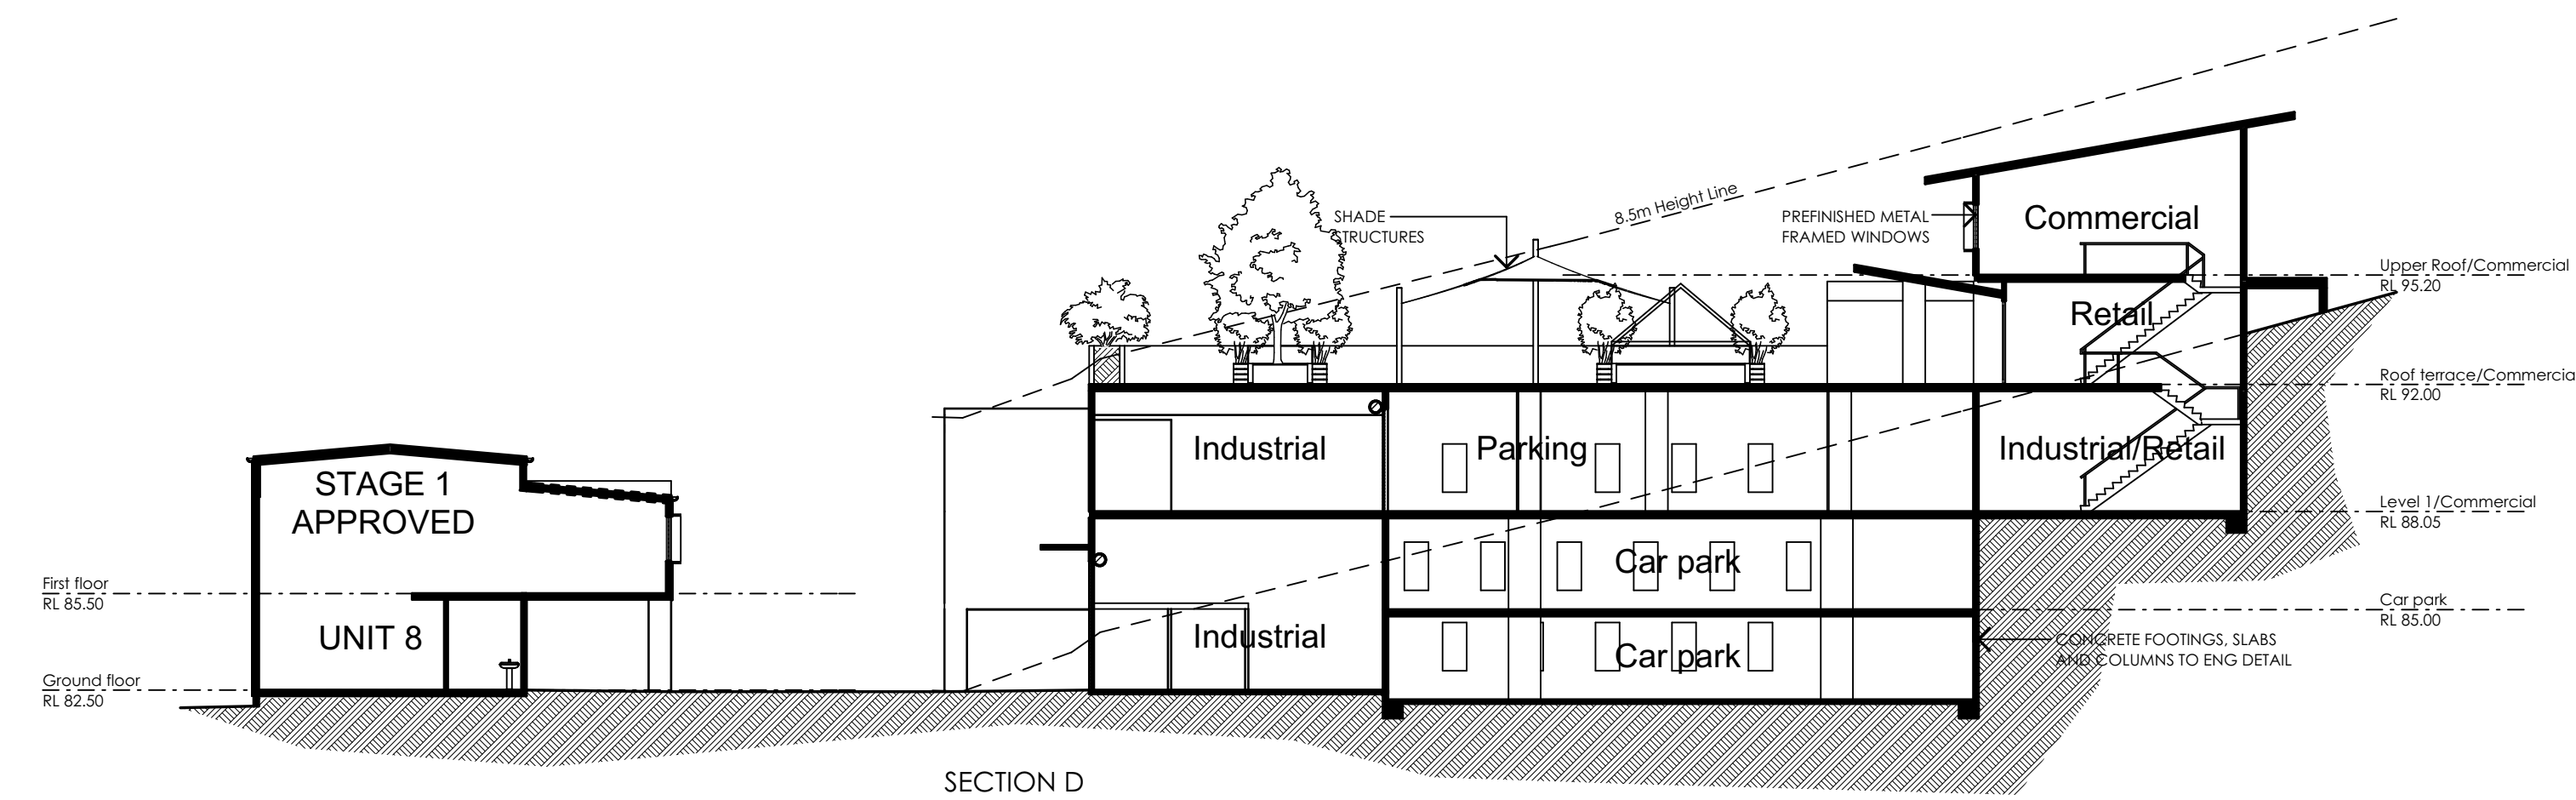 8.5m Height Line
SHADE
STRUCTURES
PREFINISHED METAL
FRAMED WINDOWS
Commercial
Upper Roof/Commercial
RL 95.20
Retail
Roof terrace/Commercia
RL 92.00
Industrial
Parking
Industrial/Retail
STAGE 1
APPROVED
Level 1/Commercial
RL 88.05
Car park
First floor
RL 85.50
Car park
RL 85.00
UNIT 8
Industrial
Car park
CONCRETE FOOTINGS, SLABS
AND COLUMNS TO ENG DETAIL
Ground floor
RL 82.50
SECTION D